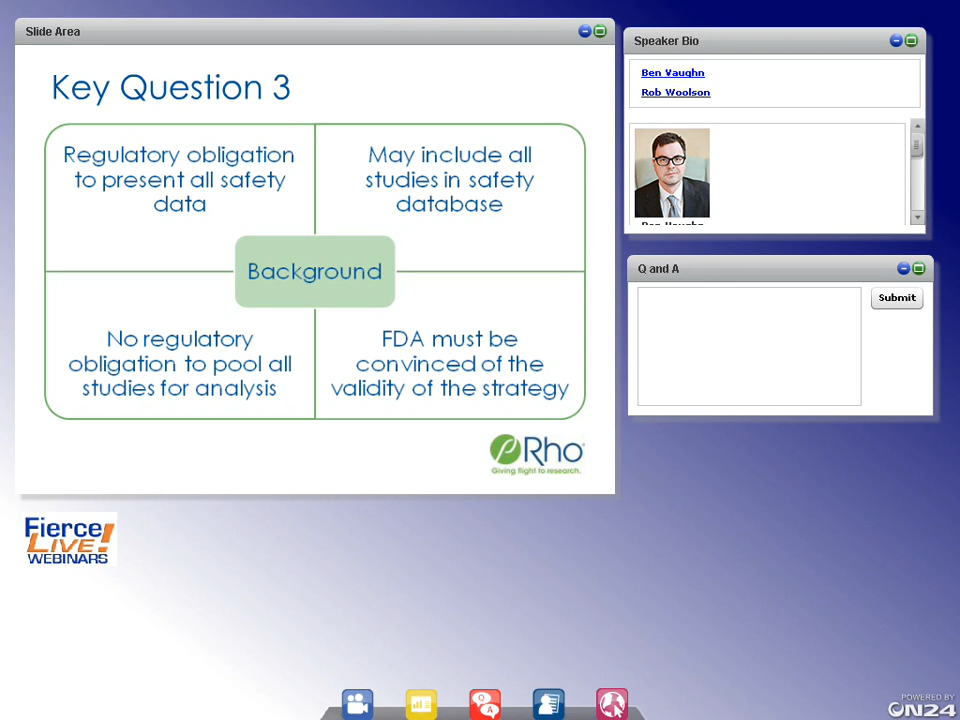 Slide Area
Key Question 3
Regulatory obligation
to present all safety
data
May include all
studies in safety
database
Background
No regulatory
obligation to pool all
studies for analysis
FDA must be
convinced of the
validity of the strategy
Rho
Giving flight to research.
Speaker Bio
Ben Vaughn
Rob Woolson
Ben Vaughn
Q and A
Submit
Fierce
LIVE!
WEBINARS
Q
A
POWERED BY
ON24